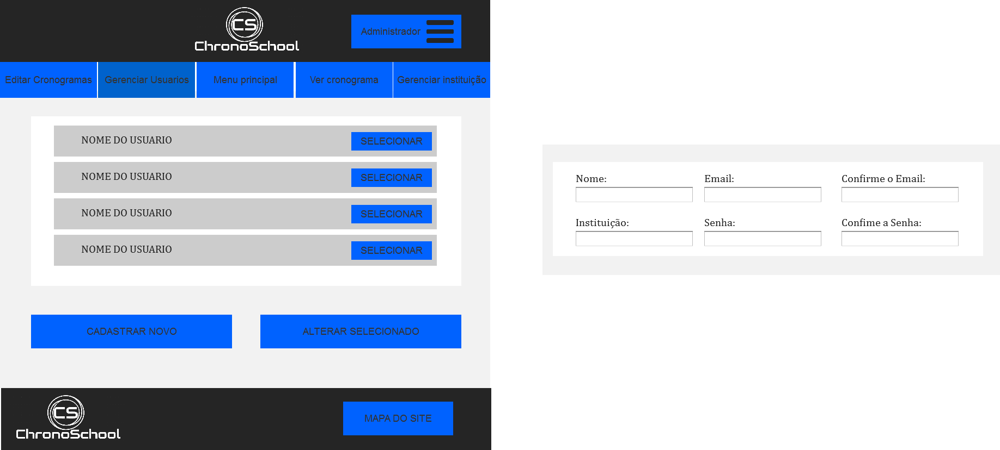 CS
ChronoSchool
Administrador
Editar Cronogramas
Gerenciar Usuarios
Menu principal
Ver cronograma
Gerenciar instituição
NOME DO USUARIO
SELECIONAR
NOME DO USUARIO
SELECIONAR
NOME DO USUARIO
SELECIONAR
NOME DO USUARIO
SELECIONAR
CADASTRAR NOVO
ALTERAR SELECIONADO
CS
ChronoSchool
MAPA DO SITE
Nome:
Email:
Confirme o Email:
Instituição:
Senha:
Confime a Senha: